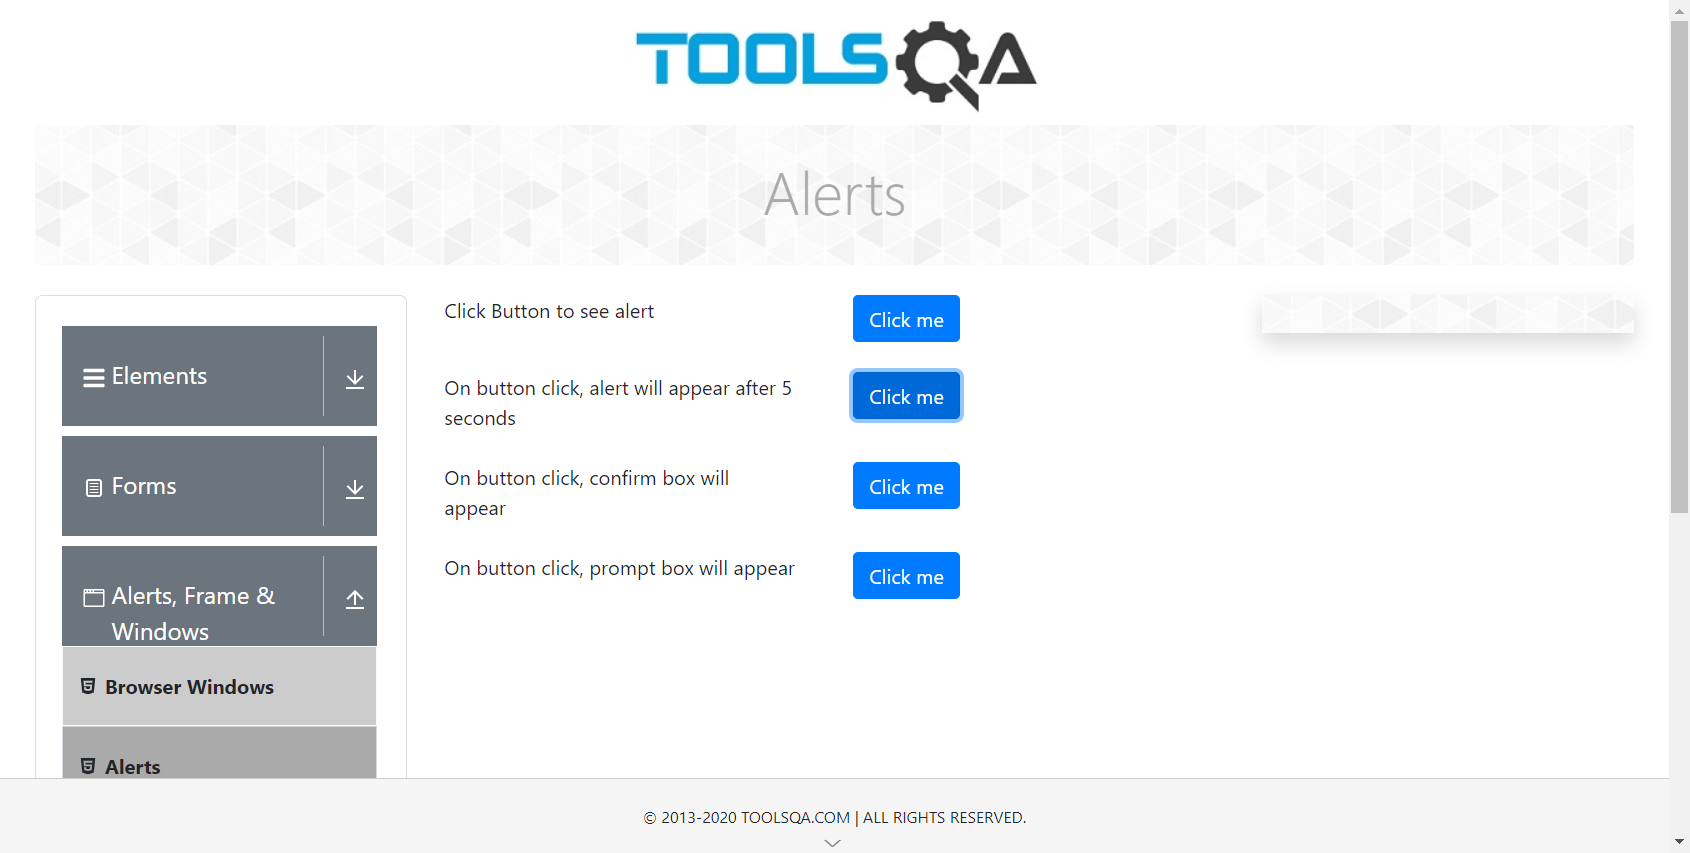 TOOLSQA
Alerts
Elements
Forms
Alerts, Frame &
Windows
Browser Windows
Alerts
Click Button to see alert
Click me
On button click, alert will appear after 5
seconds
Click me
On button click, confirm box will
appear
Click me
On button click, prompt box will appear
Click me
© 2013-2020 TOOLSQA.COM | ALL RIGHTS RESERVED.